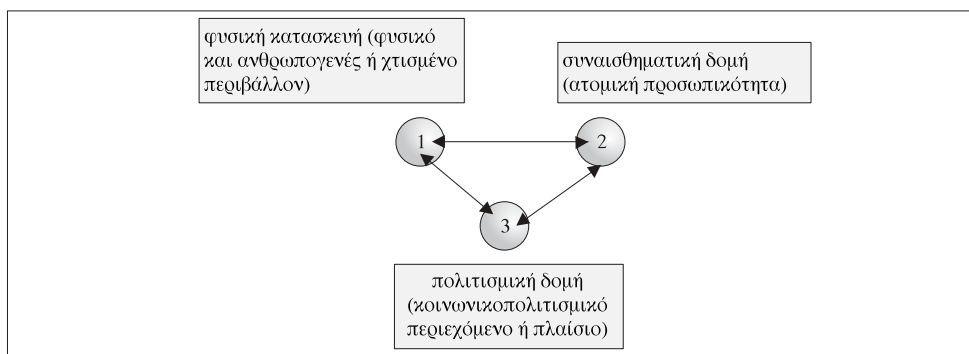 φυσική κατασκευή (φυσικό
και ανθρωπογενές ή χτισμένο
περιβάλλον)
συναισθηματική δομή
(ατομική προσωπικότητα)
1
2
3
πολιτισμική δομή
(κοινωνικοπολιτισμικό
περιεχόμενο ή πλαίσιο)